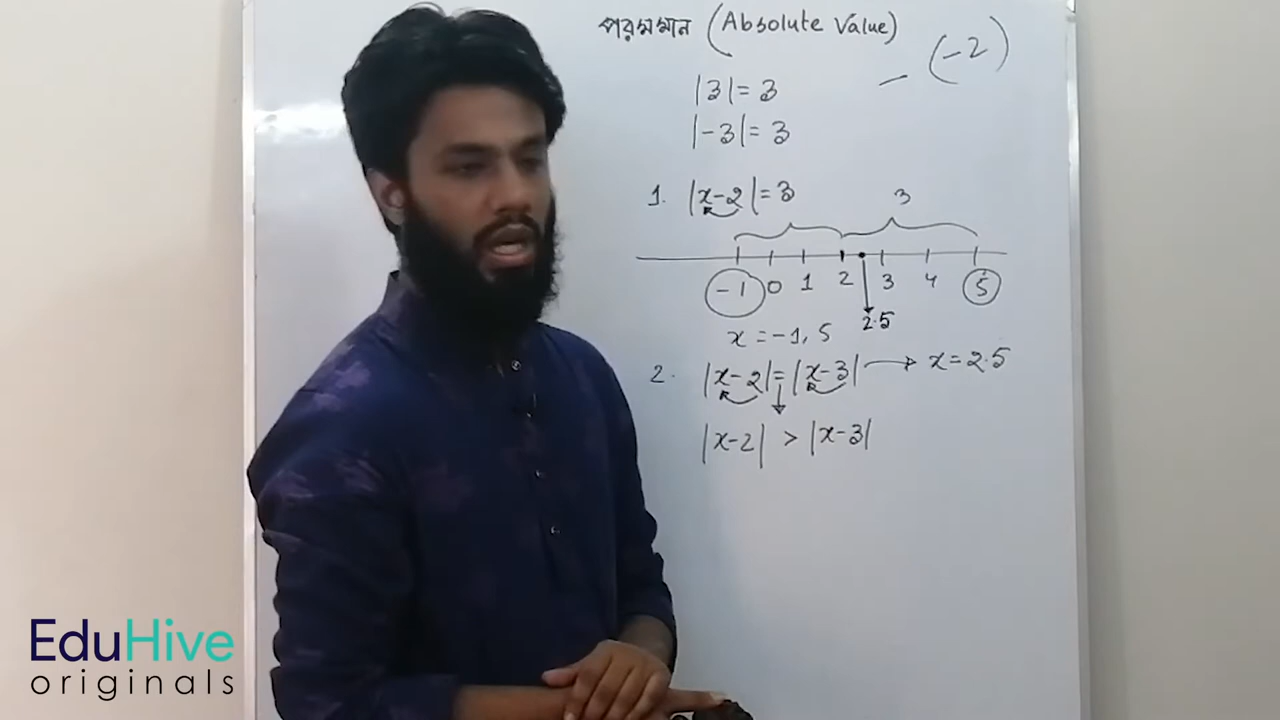 পরমমান (Absolute Value)
- (-2)
|3| = 3
|-3| = 3
1. |x-2| = 3
3
-1 0 1 2 3 4 5
2.5
x = -1, 5
2. |x-2| = |x-3| → x = 2.5
|x-2| > |x-3|
EduHive
originals